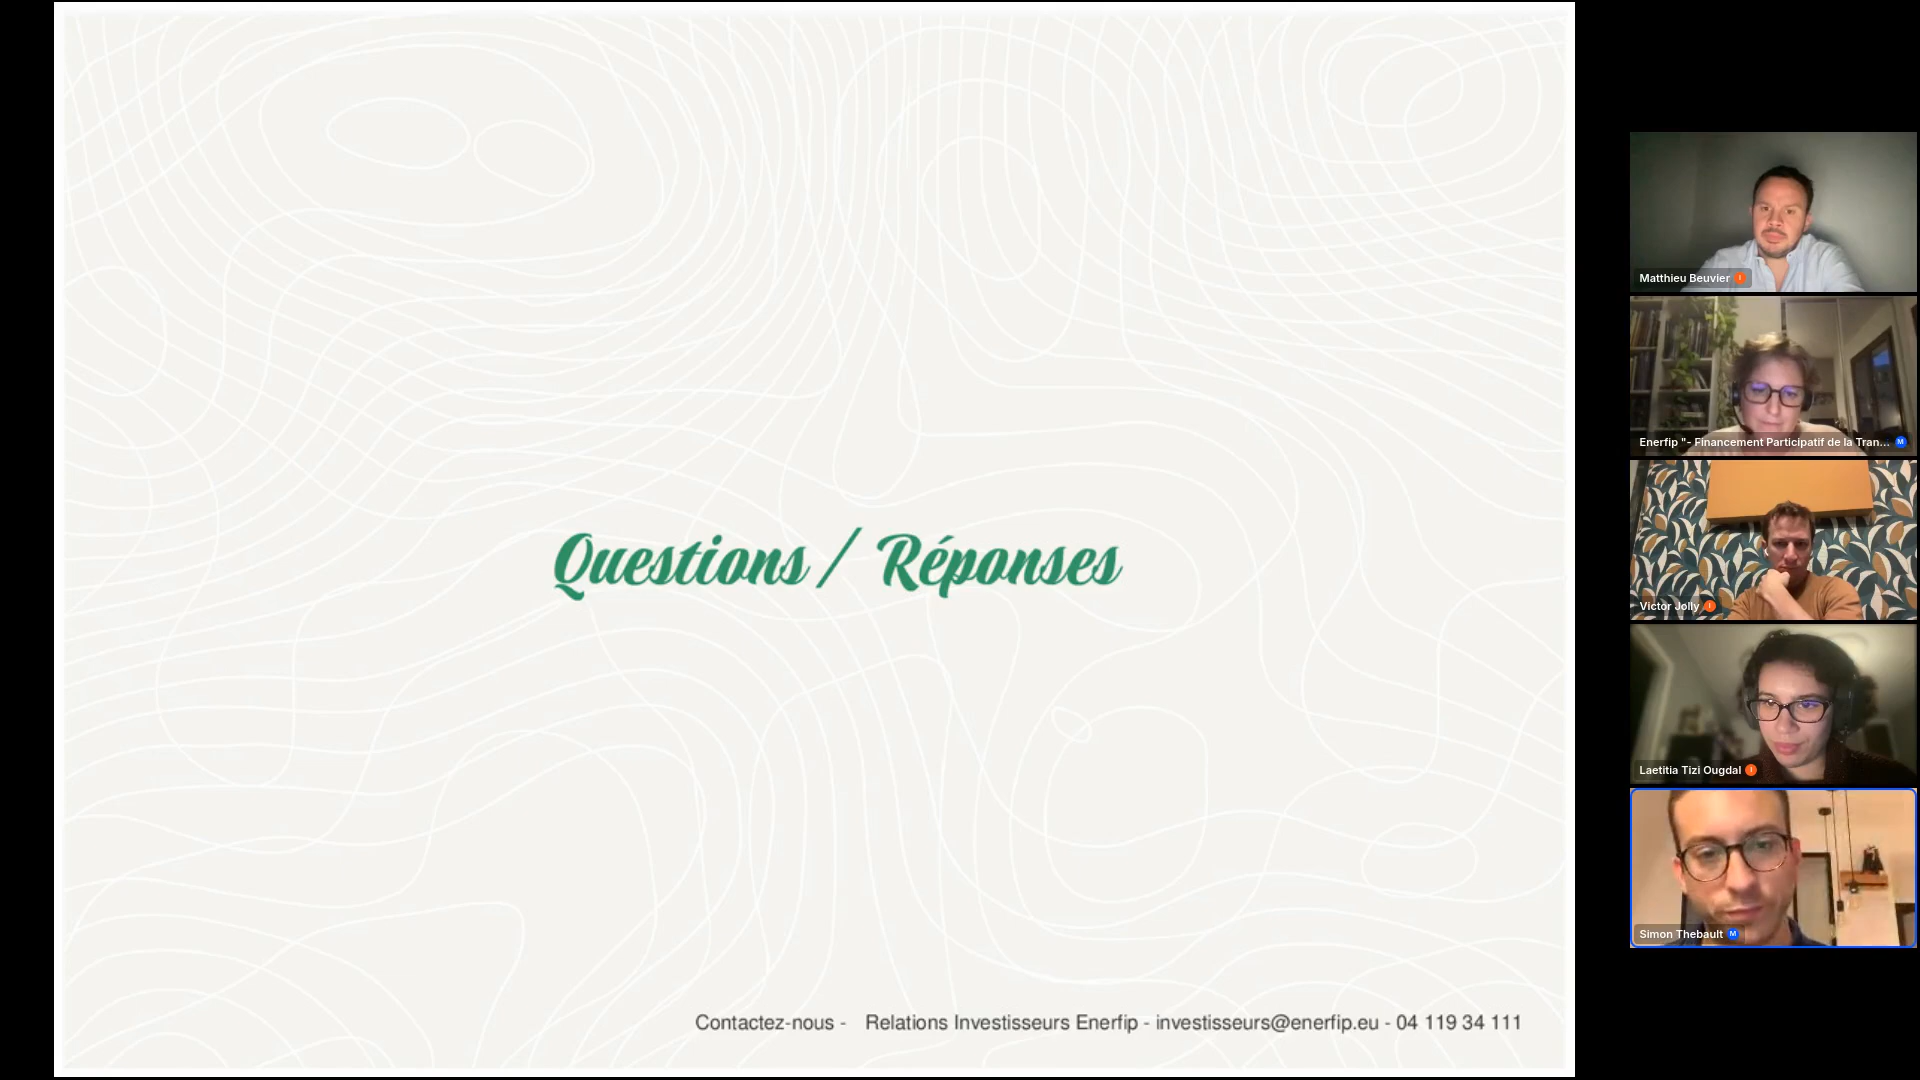 Questions / Réponses
Contactez-nous - Relations Investisseurs Enerfip - investisseurs@enerfip.eu - 04 119 34 111
Matthieu Beuvier I
Enerfip "- Financement Participatif de la Tran... M
Victor Jolly I
Laetitia Tizi Ougdal I
Simon Thebault M